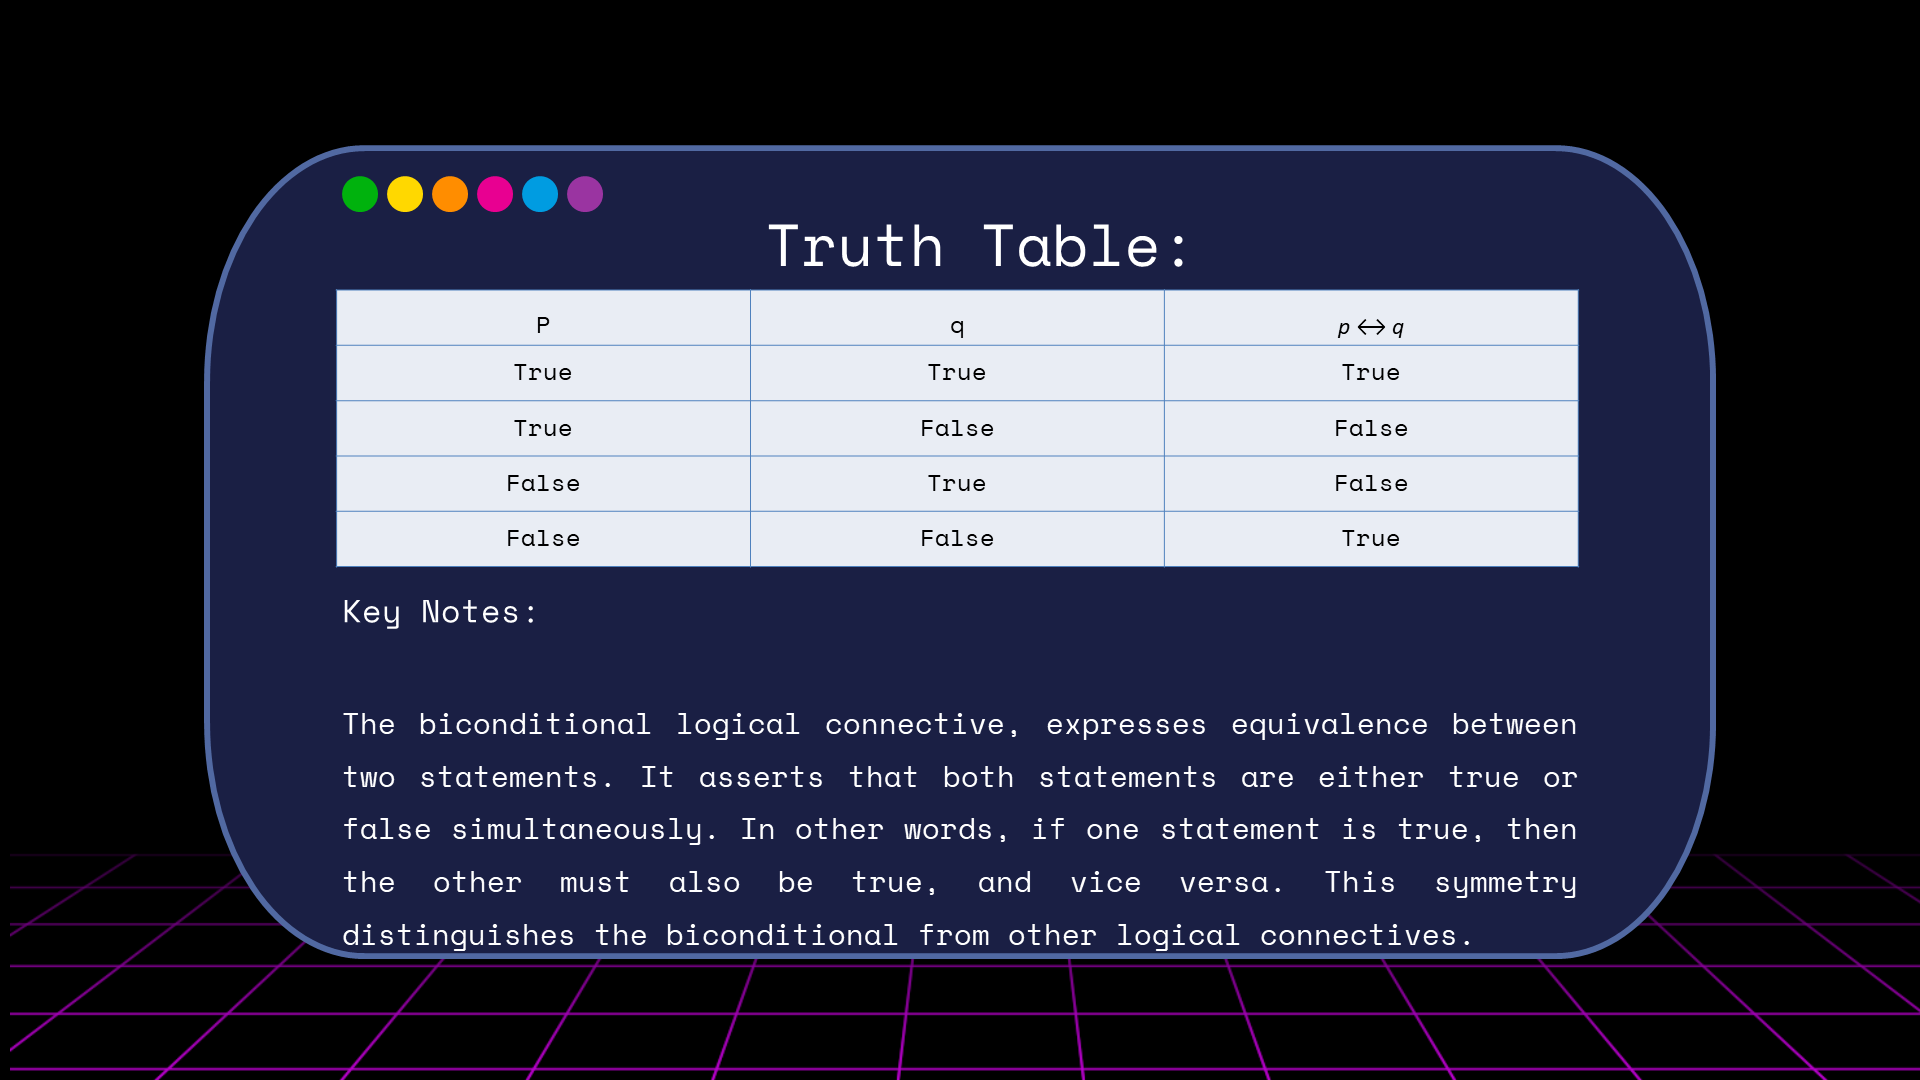 Truth Table:
P q p ↔ q
True True True
True False False
False True False
False False True
Key Notes:
The biconditional logical connective, expresses equivalence between
two statements. It asserts that both statements are either true or
false simultaneously. In other words, if one statement is true, then
the other must also be true, and vice versa. This symmetry
distinguishes the biconditional from other logical connectives.